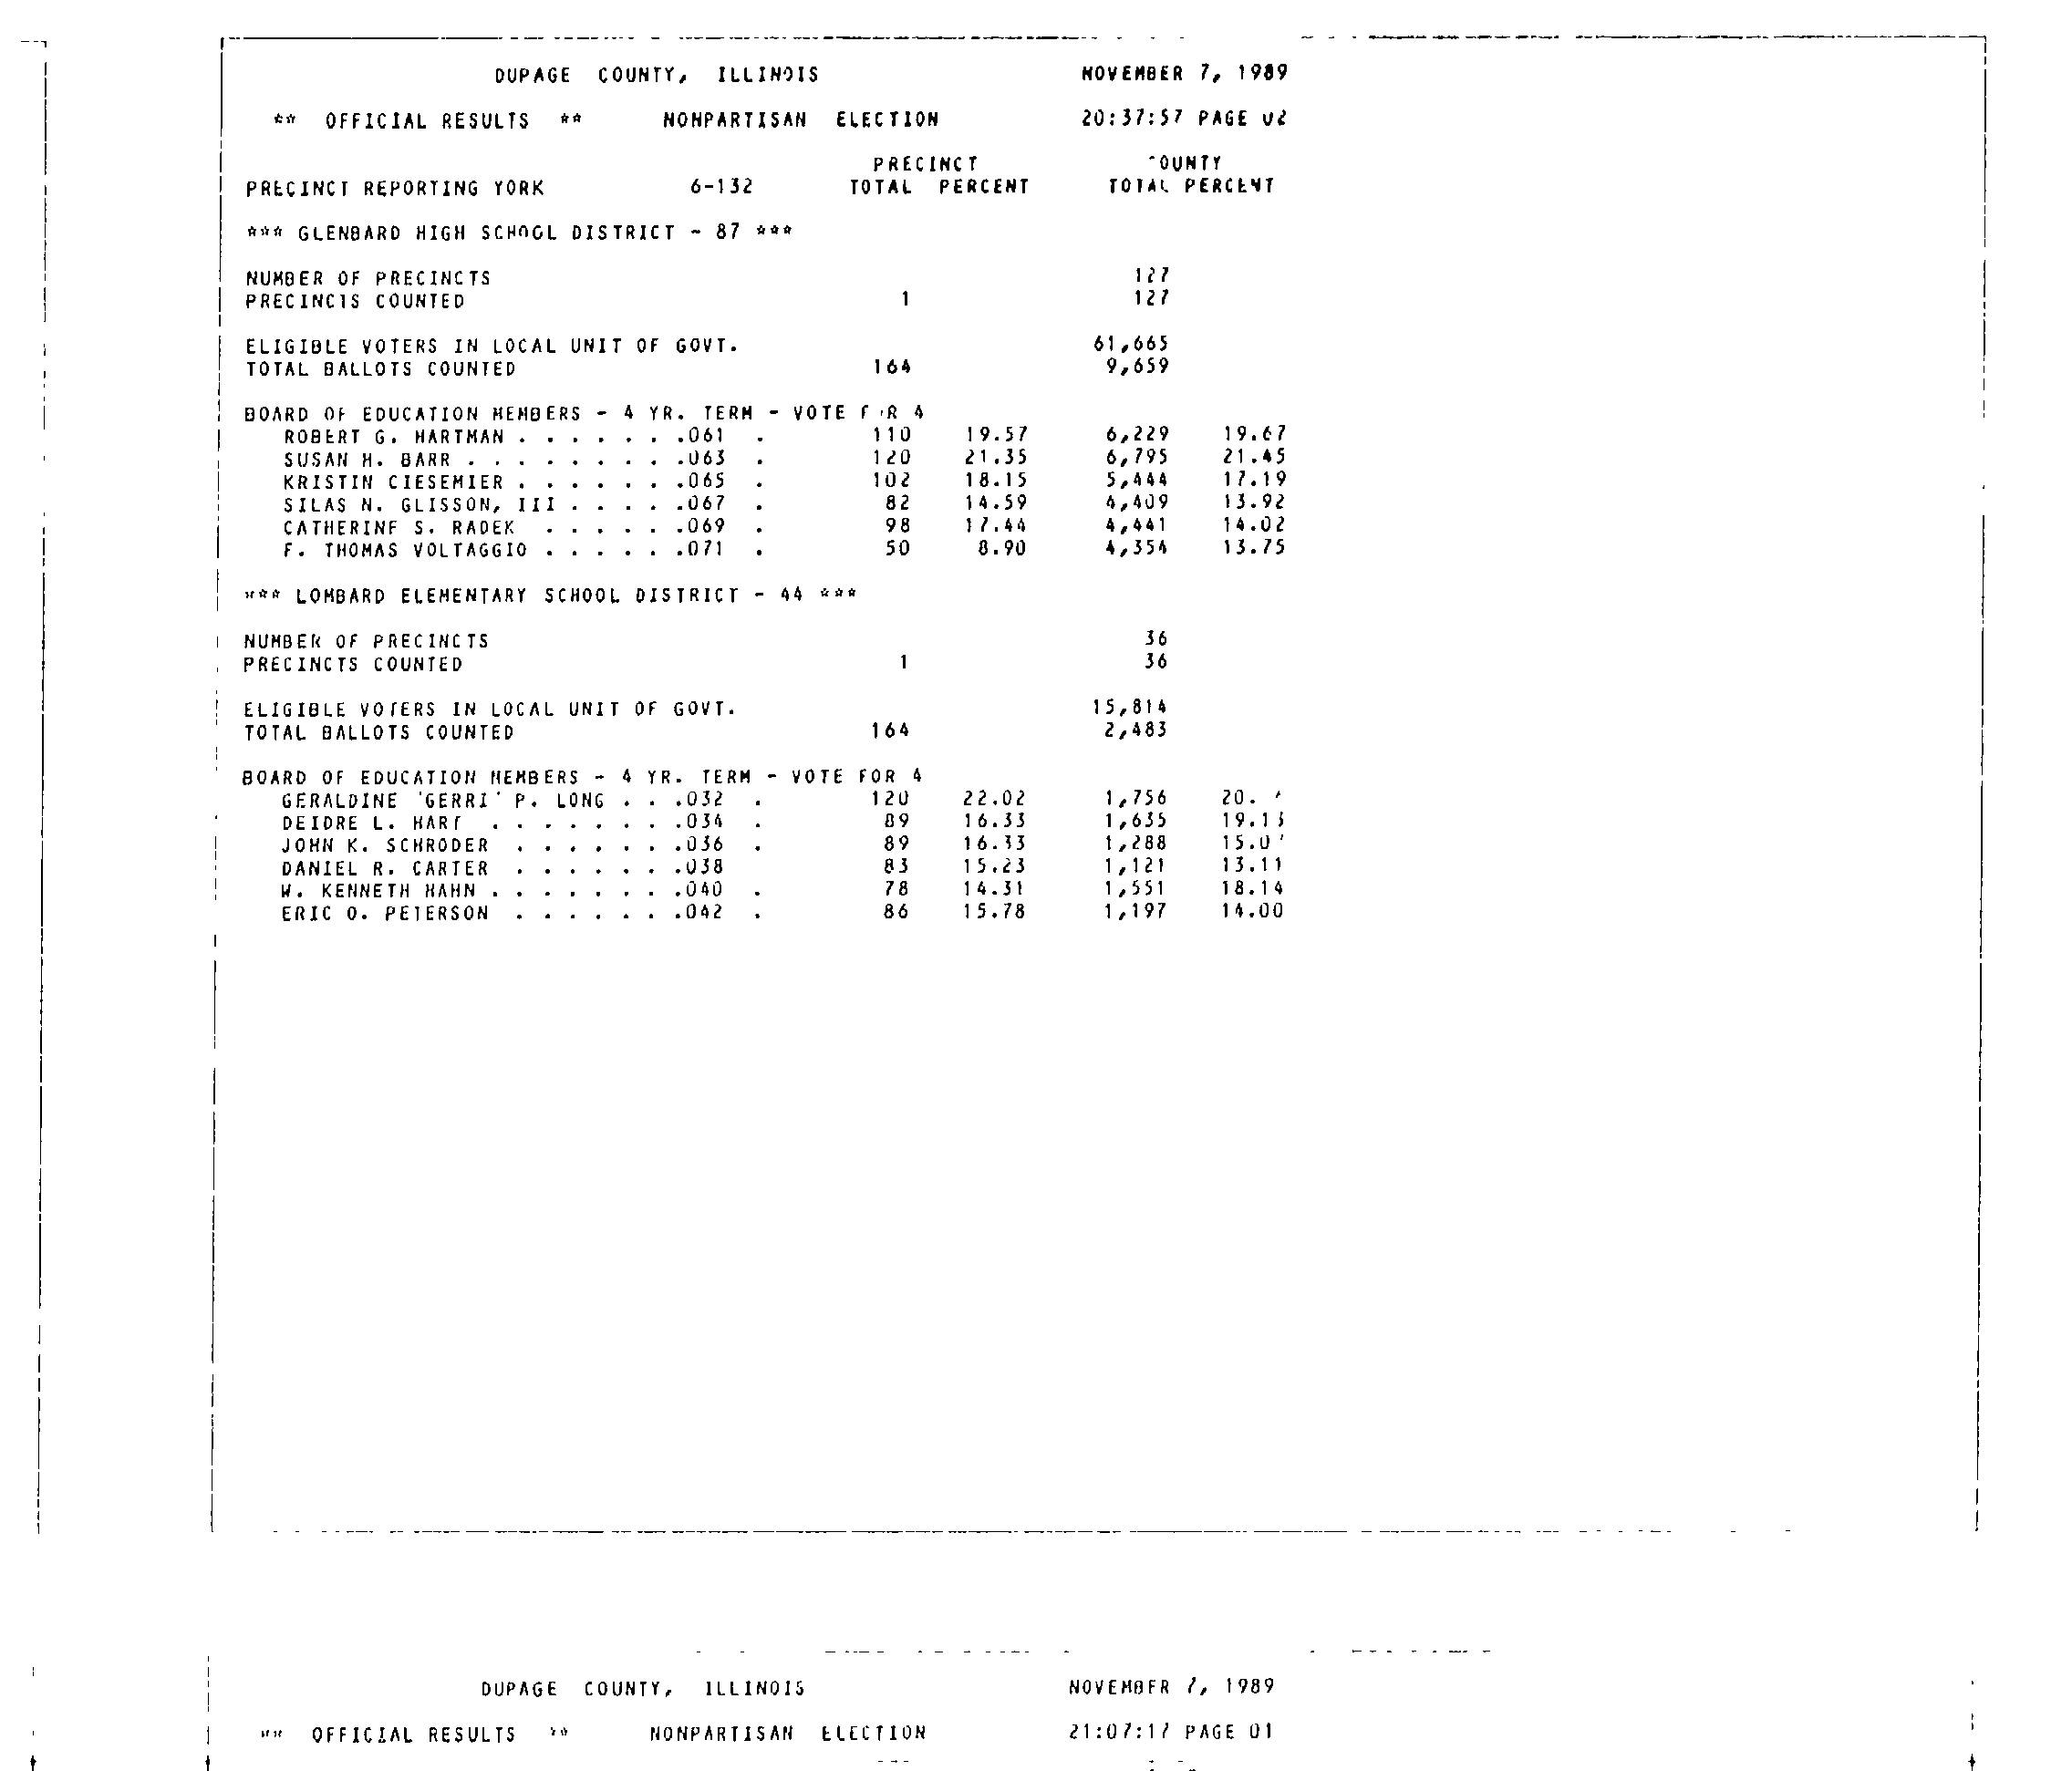 DUPAGE COUNTY, ILLINOIS NOVEMBER 7, 1989
** OFFICIAL RESULTS ** NONPARTISAN ELECTION 20:37:57 PAGE 02
PRECINCT COUNTY
PRECINCT REPORTING YORK 6-132 TOTAL PERCENT TOTAL PERCENT
*** GLENBARD HIGH SCHOOL DISTRICT - 87 ***
NUMBER OF PRECINCTS 127
PRECINCTS COUNTED 1 127
ELIGIBLE VOTERS IN LOCAL UNIT OF GOVT. 61,665
TOTAL BALLOTS COUNTED 164 9,659
BOARD OF EDUCATION MEMBERS - 4 YR. TERM - VOTE FOR 4
ROBERT G. HARTMAN . . . . . . .061 . 110 19.57 6,229 19.67
SUSAN H. BARR . . . . . . . . .063 . 120 21.35 6,795 21.45
KRISTIN CIESEMIER . . . . . . .065 . 102 18.15 5,444 17.19
SILAS N. GLISSON, III . . . . .067 . 82 14.59 4,409 13.92
CATHERINE S. RADEK . . . . . .069 . 98 17.44 4,441 14.02
F. THOMAS VOLTAGGIO . . . . . .071 . 50 8.90 4,354 13.75
*** LOMBARD ELEMENTARY SCHOOL DISTRICT - 44 ***
NUMBER OF PRECINCTS 36
PRECINCTS COUNTED 1 36
ELIGIBLE VOTERS IN LOCAL UNIT OF GOVT. 15,814
TOTAL BALLOTS COUNTED 164 2,483
BOARD OF EDUCATION MEMBERS - 4 YR. TERM - VOTE FOR 4
GERALDINE 'GERRI' P. LONG . . .032 . 120 22.02 1,756
DEIDRE L. HART . . . . . . . .034 . 89 16.33 1,635 19.13
JOHN K. SCHRODER . . . . . . .036 . 89 16.33 1,288
DANIEL R. CARTER . . . . . . .038 83 15.23 1,121 13.11
W. KENNETH HAHN . . . . . . . .040 . 78 14.31 1,551 18.14
ERIC O. PETERSON . . . . . . .042 . 86 15.78 1,197 14.00
DUPAGE COUNTY, ILLINOIS NOVEMBER 7, 1989
** OFFICIAL RESULTS ** NONPARTISAN ELECTION 21:07:17 PAGE 01